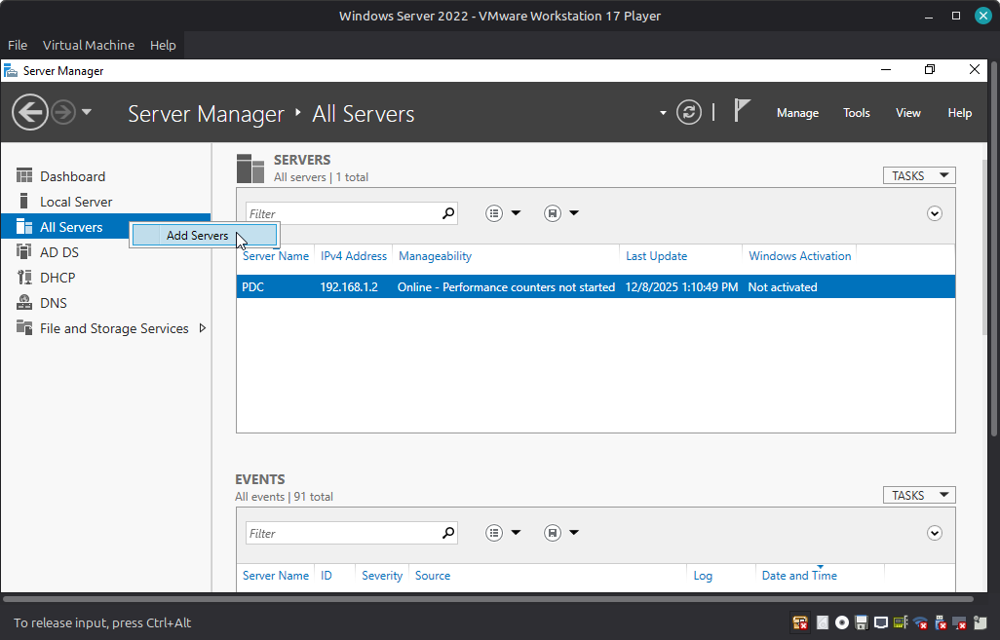 Windows Server 2022 - VMware Workstation 17 Player
File Virtual Machine Help
Server Manager
Server Manager All Servers
Manage Tools View Help
Dashboard
Local Server
All Servers
AD DS
DHCP
DNS
File and Storage Services
Add Servers
SERVERS
All servers | 1 total
TASKS
Filter
Server Name IPv4 Address Manageability Last Update Windows Activation
PDC 192.168.1.2 Online - Performance counters not started 12/8/2025 1:10:49 PM Not activated
EVENTS
All events | 91 total
TASKS
Filter
Server Name ID Severity Source Log Date and Time
To release input, press Ctrl+Alt